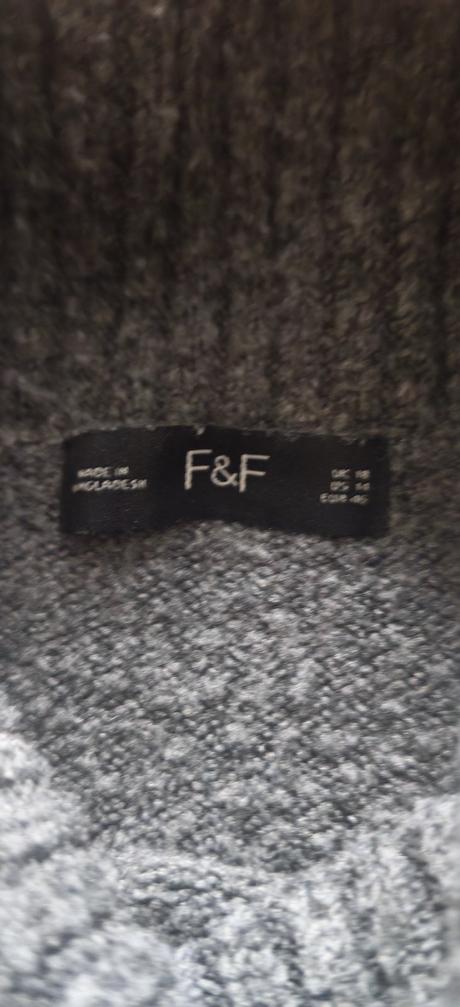 MADE IN
BANGLADESH
F&F
UK 18
US 14
EUR 46